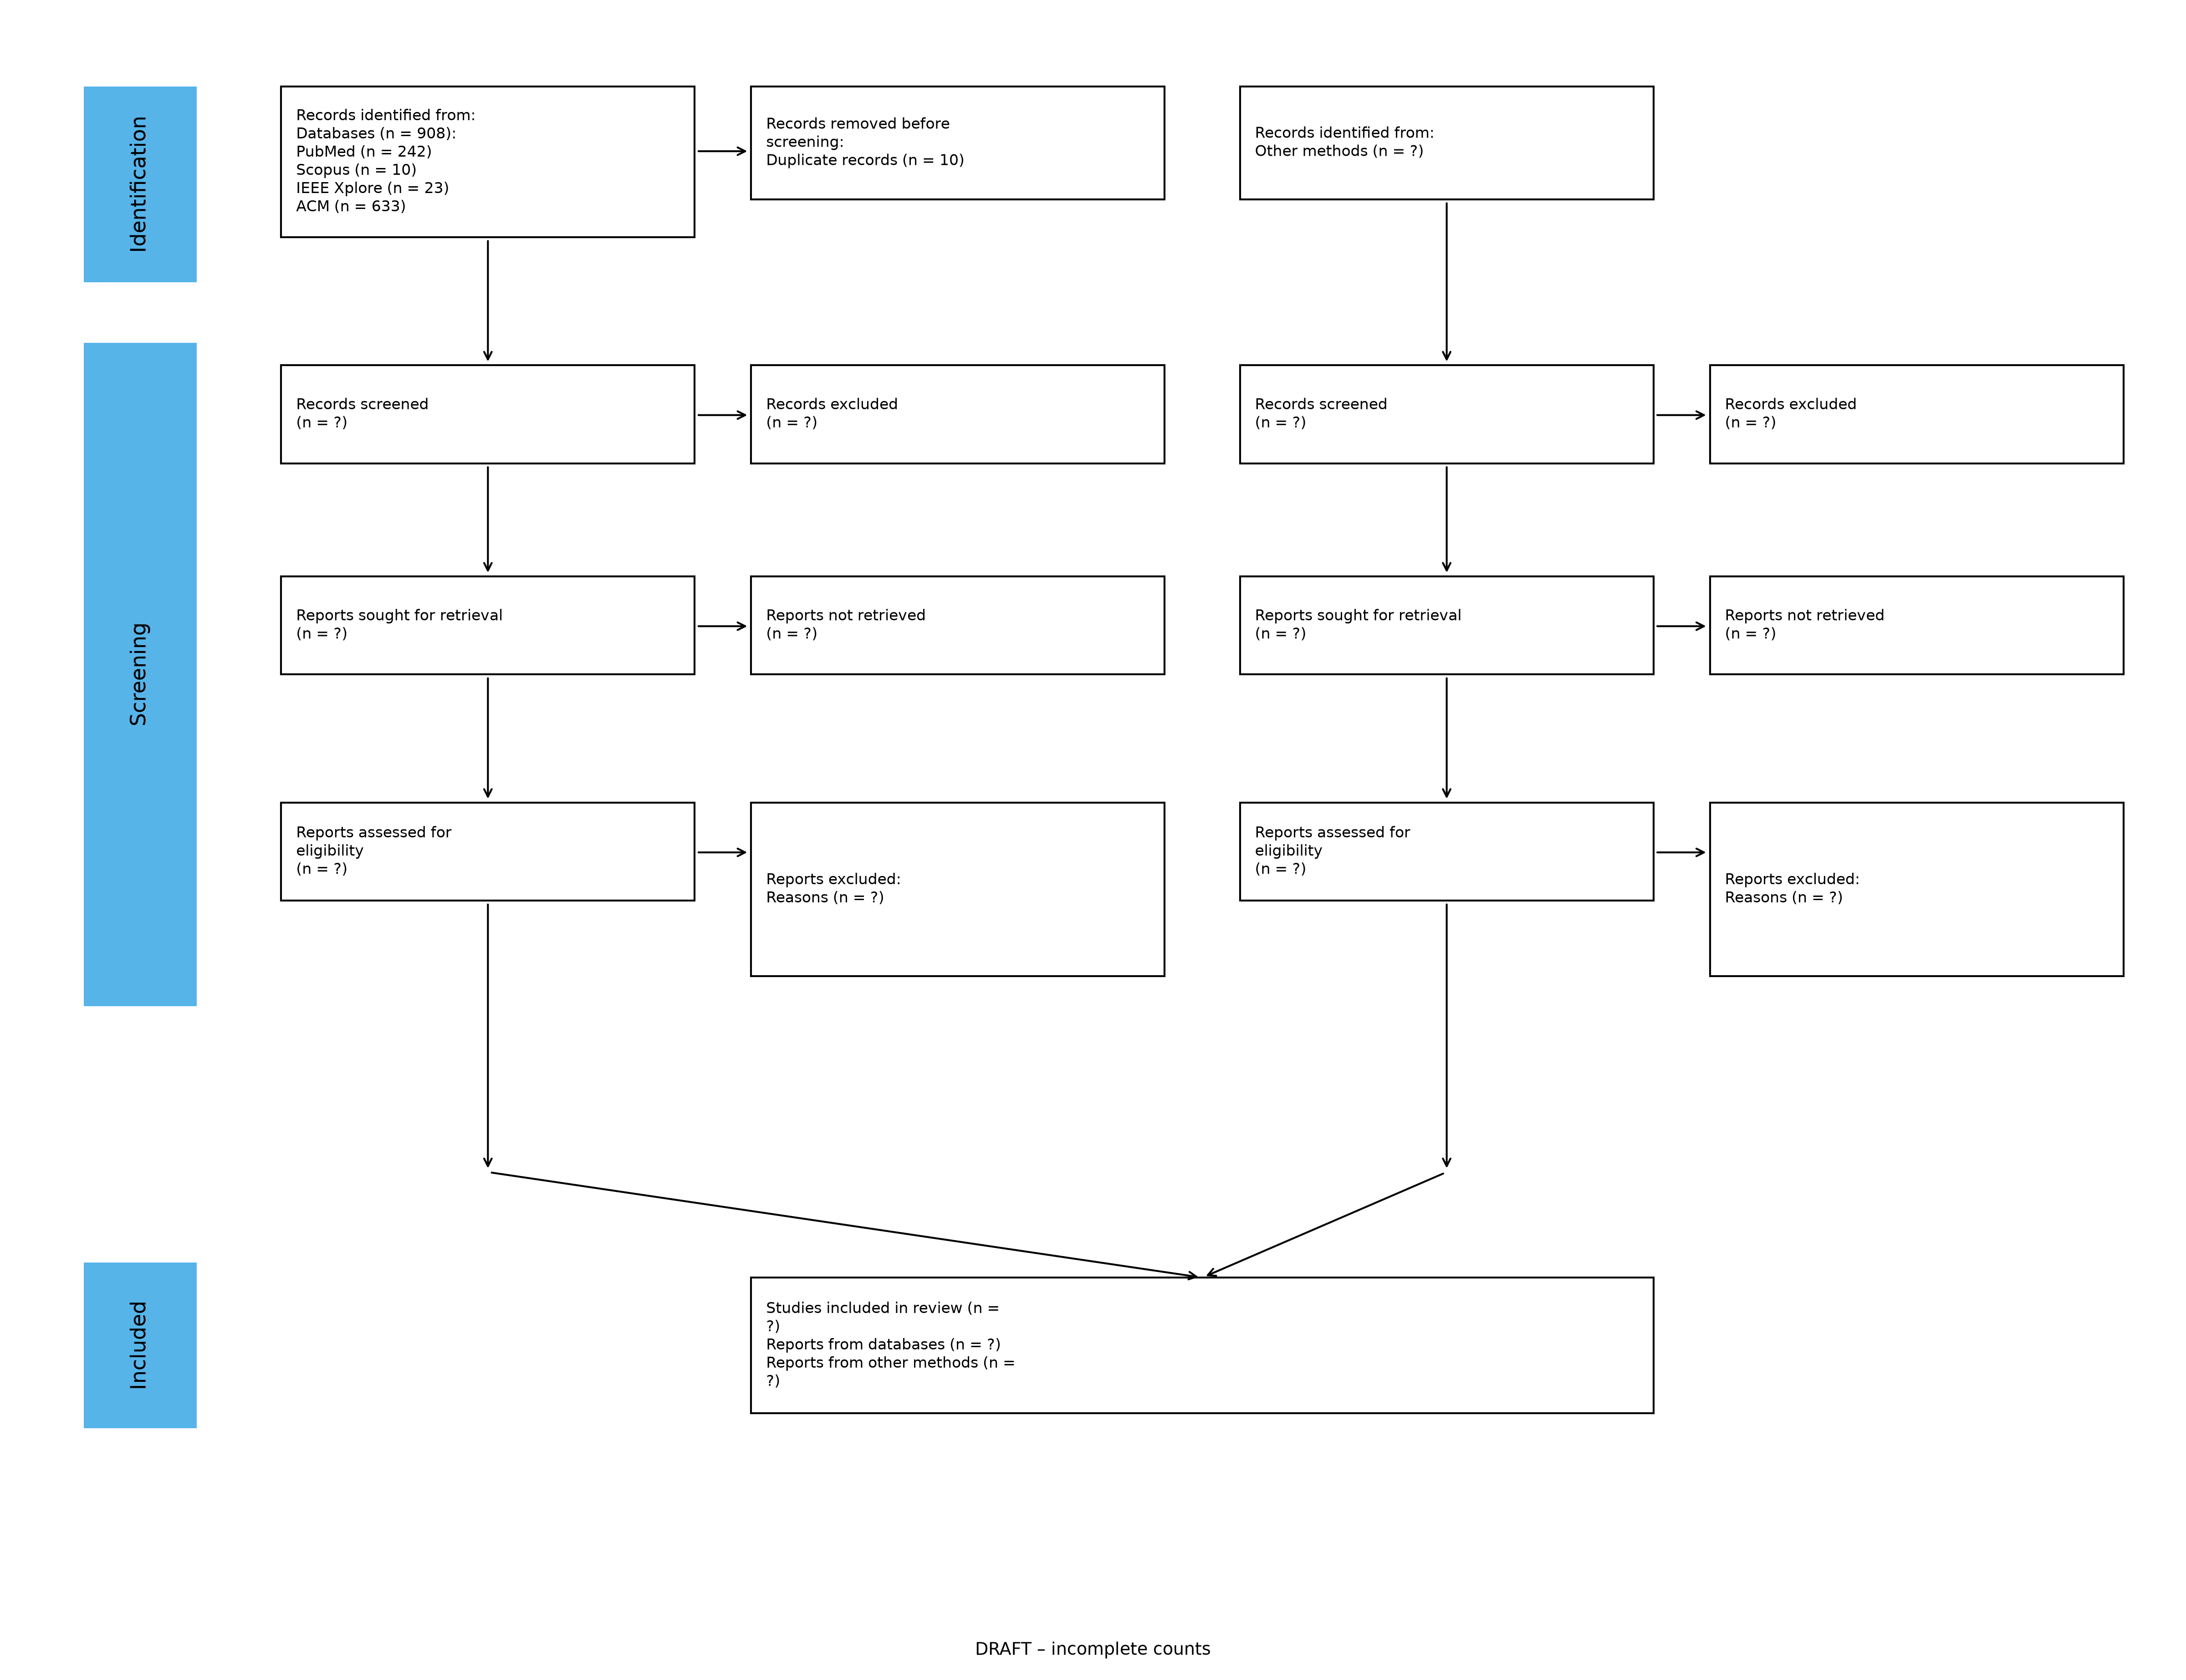 Identification
Records identified from:
Databases (n = 908):
PubMed (n = 242)
Scopus (n = 10)
IEEE Xplore (n = 23)
ACM (n = 633)
Records removed before
screening:
Duplicate records (n = 10)
Records identified from:
Other methods (n = ?)
Screening
Records screened
(n = ?)
Records excluded
(n = ?)
Records screened
(n = ?)
Records excluded
(n = ?)
Reports sought for retrieval
(n = ?)
Reports not retrieved
(n = ?)
Reports sought for retrieval
(n = ?)
Reports not retrieved
(n = ?)
Reports assessed for
eligibility
(n = ?)
Reports excluded:
Reasons (n = ?)
Reports assessed for
eligibility
(n = ?)
Reports excluded:
Reasons (n = ?)
Included
Studies included in review (n =
?)
Reports from databases (n = ?)
Reports from other methods (n =
?)
DRAFT – incomplete counts